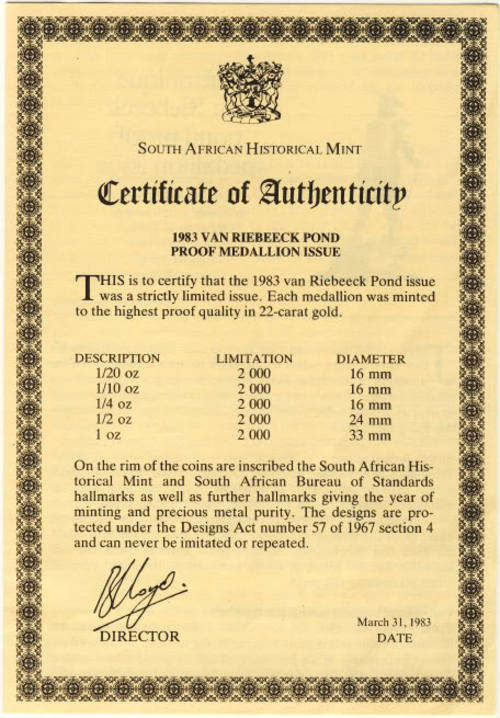 SOUTH AFRICAN HISTORICAL MINT
Certificate of Authenticity
1983 VAN RIEBEECK POND
PROOF MEDALLION ISSUE
THIS is to certify that the 1983 van Riebeeck Pond issue
was a strictly limited issue. Each medallion was minted
to the highest proof quality in 22-carat gold.
DESCRIPTION LIMITATION DIAMETER
1/20 oz 2 000 16 mm
1/10 oz 2 000 16 mm
1/4 oz 2 000 16 mm
1/2 oz 2 000 24 mm
1 oz 2 000 33 mm
On the rim of the coins are inscribed the South African His-
torical Mint and South African Bureau of Standards
hallmarks as well as further hallmarks giving the year of
minting and precious metal purity. The designs are pro-
tected under the Designs Act number 57 of 1967 section 4
and can never be imitated or repeated.
DIRECTOR
March 31, 1983
DATE